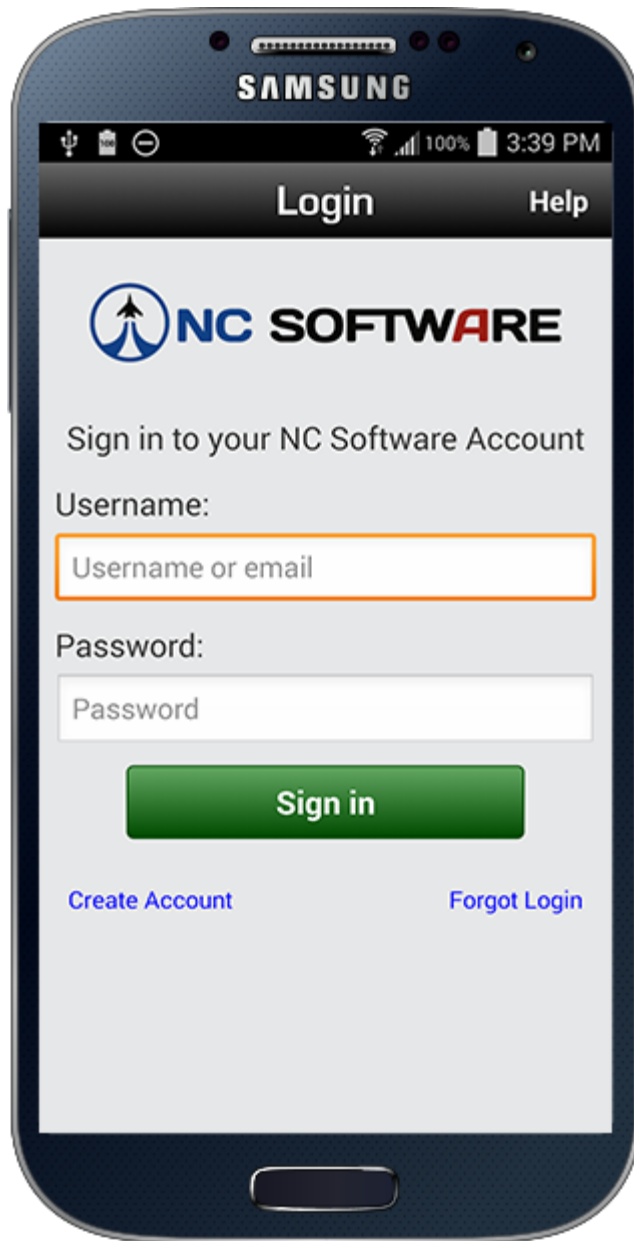 SAMSUNG
100 100% 3:39 PM
Login Help
NC SOFTWARE
Sign in to your NC Software Account
Username:
Username or email
Password:
Password
Sign in
Create Account Forgot Login